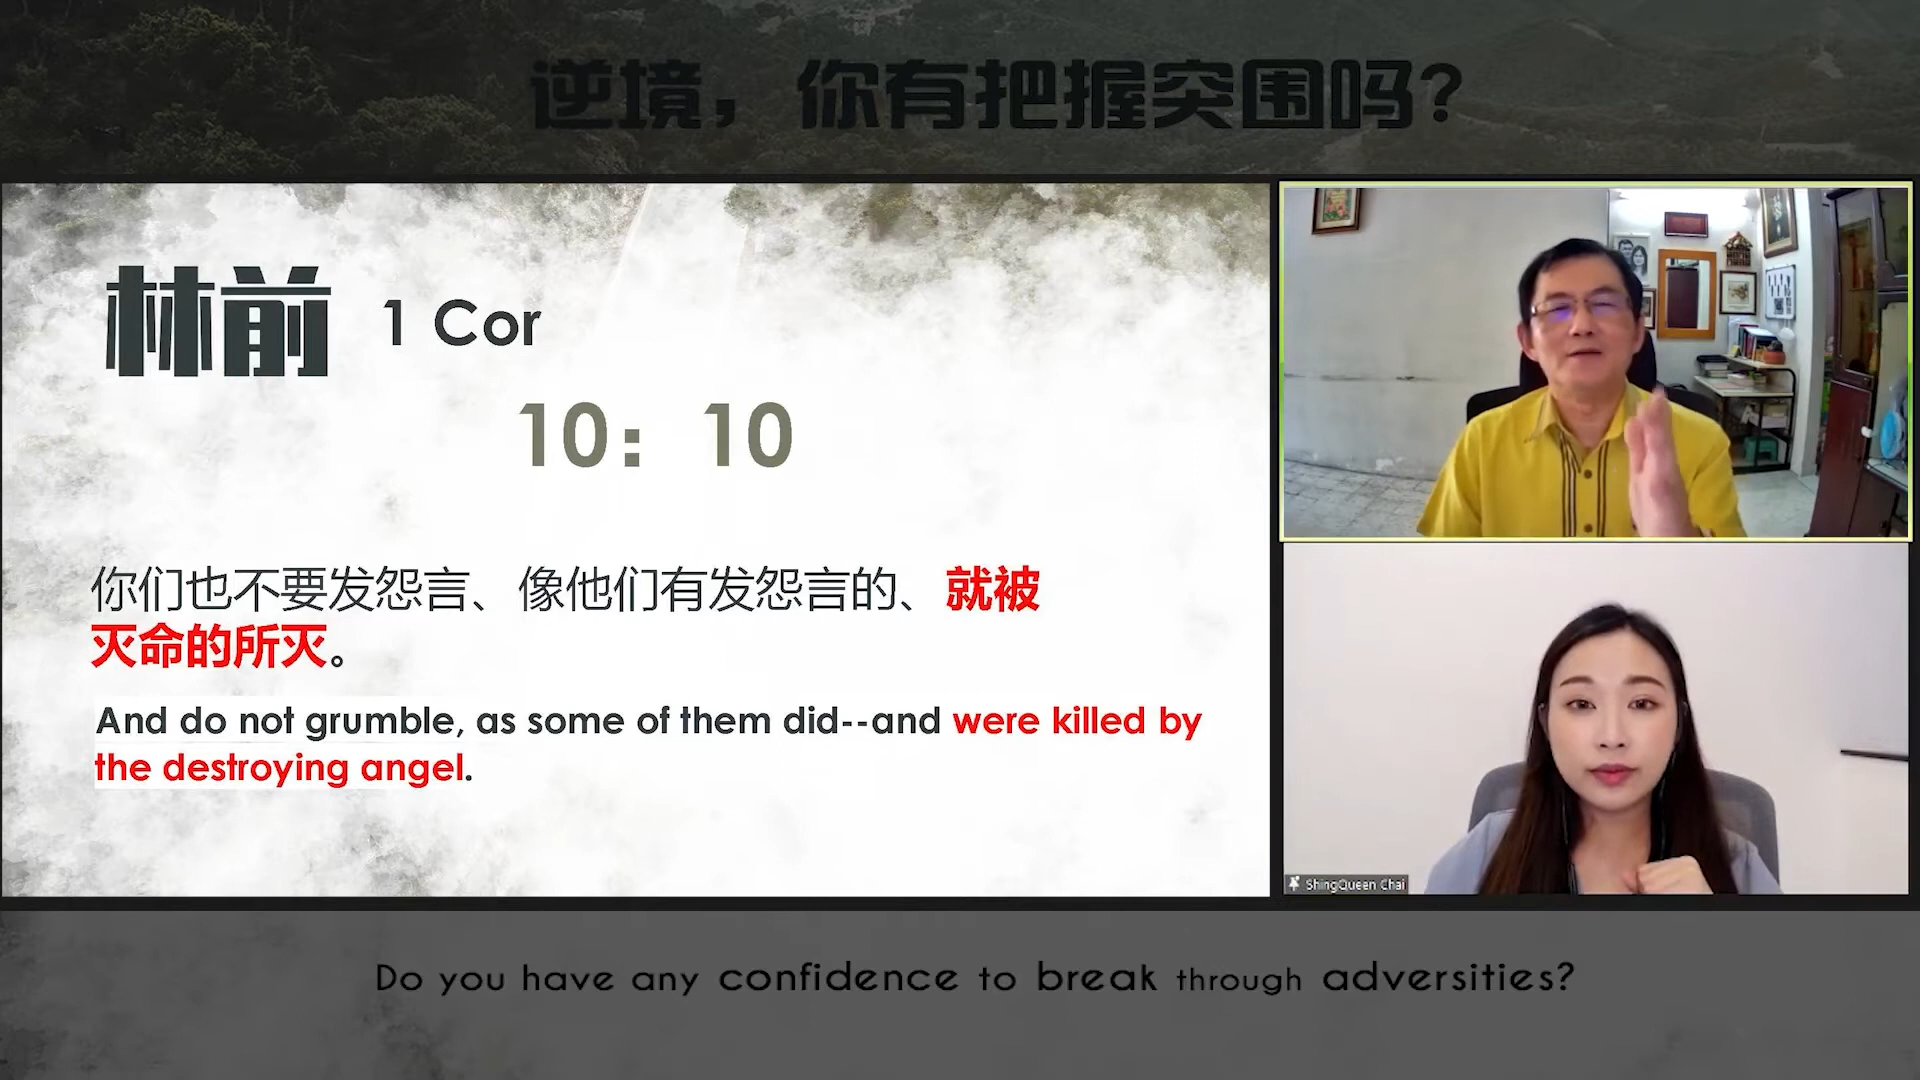 逆境，你有把握突围吗？
林前 1 Cor
10：10
你们也不要发怨言、像他们有发怨言的、就被
灭命的所灭。
And do not grumble, as some of them did--and were killed by
the destroying angel.
ShingQueen Chai
Do you have any confidence to break through adversities?